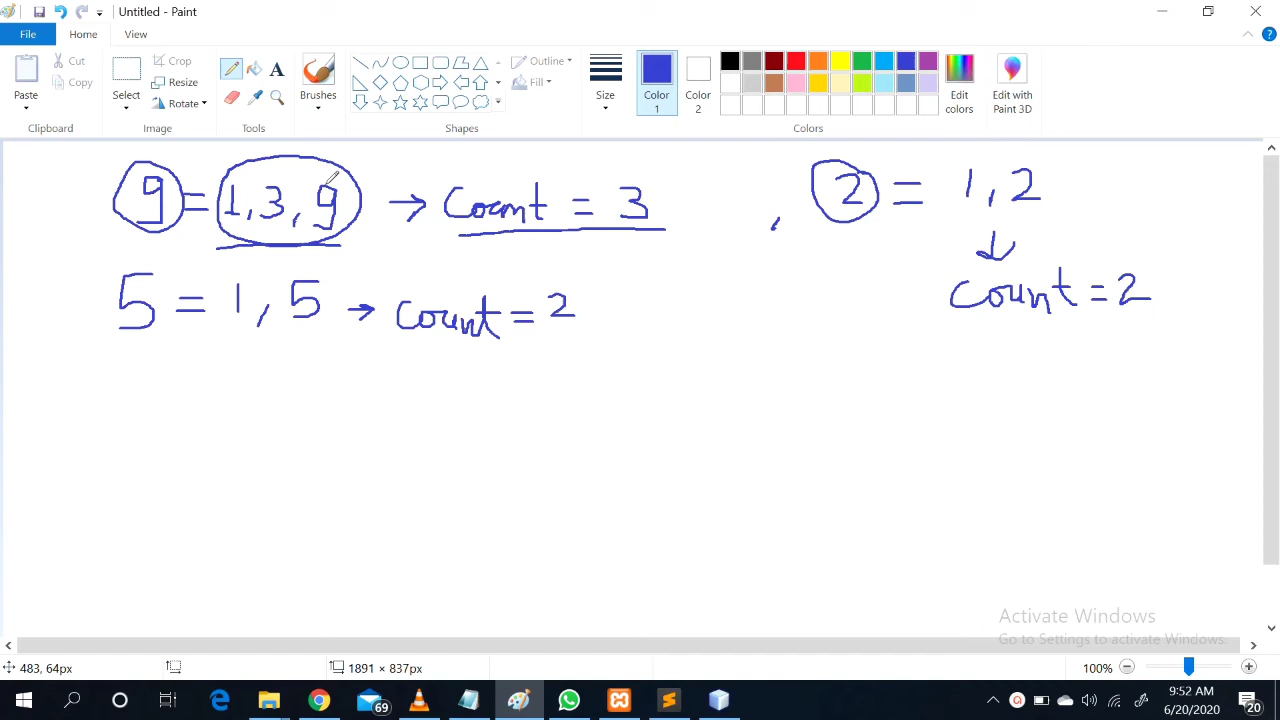 Untitled - Paint
File Home View
Paste Cut Copy Select Crop Resize Rotate Brushes Outline Fill Size Color 1 Color 2 Edit colors Edit with Paint 3D
Clipboard Image Tools Shapes Colors
9 = 1, 3, 9 → Count = 3 , 2 = 1, 2
↓
5 = 1, 5 → count = 2 count = 2
Activate Windows
Go to Settings to activate Windows.
483, 64px 1891 × 837px 100%
69 9:52 AM
6/20/2020 20